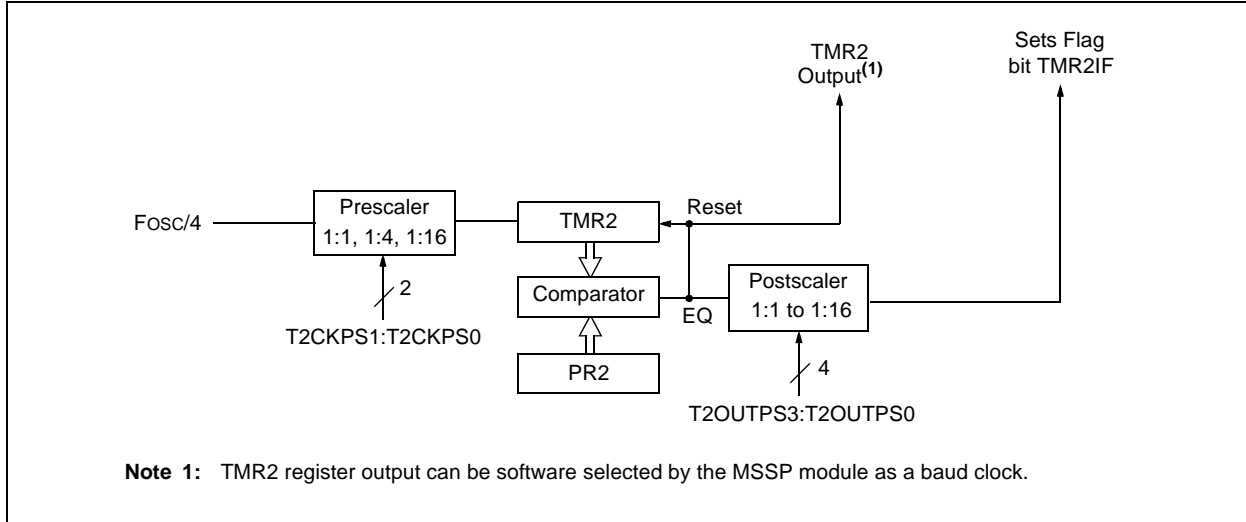 TMR2
Output(1)
Sets Flag
bit TMR2IF
FOSC/4
Prescaler
1:1, 1:4, 1:16
TMR2
Reset
2
T2CKPS1:T2CKPS0
Comparator
EQ
Postscaler
1:1 to 1:16
PR2
4
T2OUTPS3:T2OUTPS0
Note 1: TMR2 register output can be software selected by the MSSP module as a baud clock.